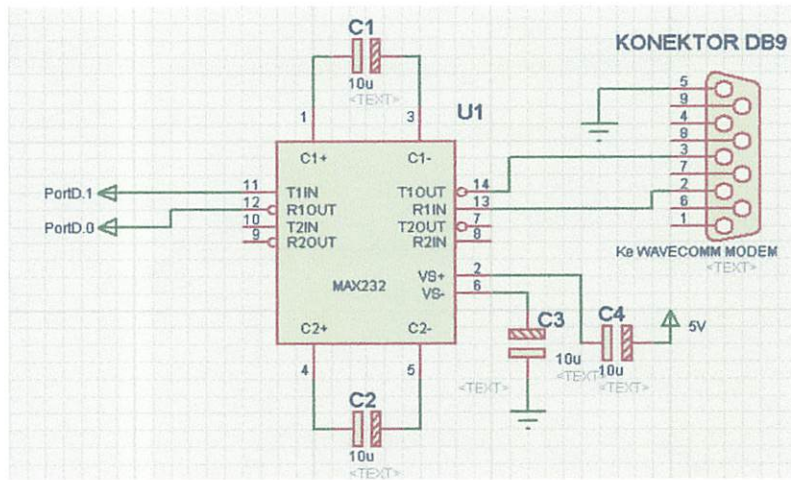 C1
10u
<TEXT>
KONEKTOR DB9
1
3
U1
C1+
C1-
PortD.1
11
T1IN
T1OUT
14
12
R1OUT
R1IN
13
PortD.0
10
T2IN
T2OUT
7
9
R2OUT
R2IN
8
VS+
2
MAX232
VS-
6
C2+
C2-
4
5
5
9
4
8
3
7
2
6
1
Ke WAVECOMM MODEM
<TEXT>
C3
10u
<TEXT>
<TEXT>
C4
10u
<TEXT>
5V
C2
10u
<TEXT>